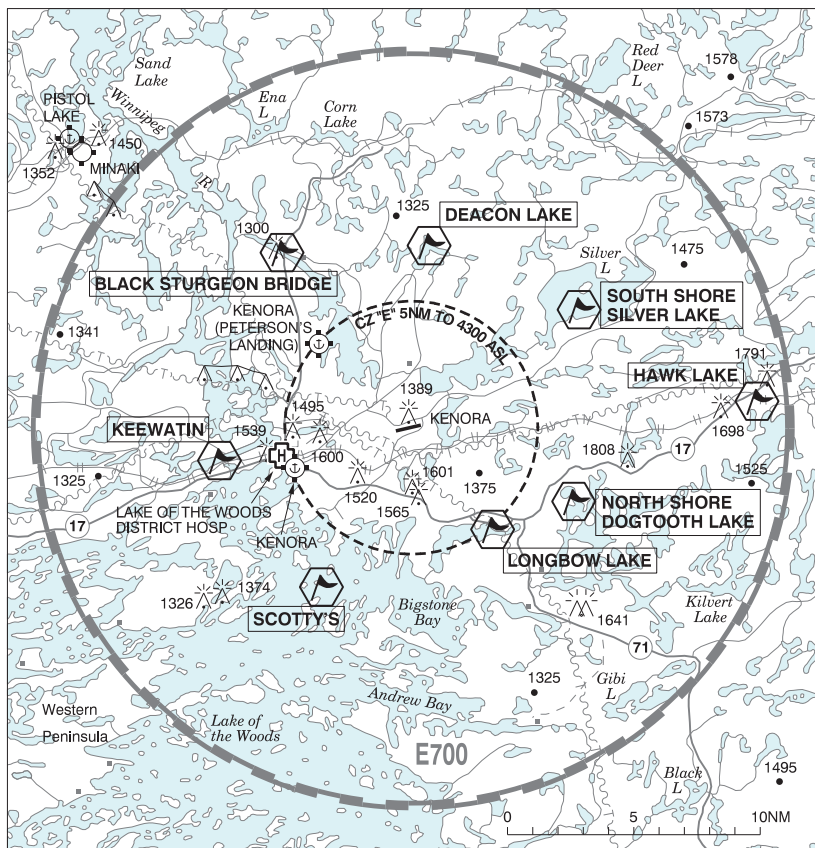 Sand
Lake
Red
Deer
L
1578
PISTOL
LAKE
Winnipeg
Ena
L
Corn
Lake
1573
1450
1352
MINAKI
R
1325
DEACON LAKE
1300
Silver
L
1475
BLACK STURGEON BRIDGE
SOUTH SHORE
SILVER LAKE
KENORA
(PETERSON'S
LANDING)
CZ "E" 5NM TO 4300 ASL
1341
1791
HAWK LAKE
1389
KENORA
1495
1698
KEEWATIN
1539
1600
1808
17
1601
1375
1325
1520
1525
1565
LAKE OF THE WOODS
DISTRICT HOSP
NORTH SHORE
DOGTOOTH LAKE
17
KENORA
LONGBOW LAKE
1374
1326
SCOTTY'S
Bigstone
Bay
1641
Kilvert
Lake
71
1325
Gibi
L
Andrew Bay
Western
Peninsula
Lake of
the Woods
E700
Black
L
1495
0
5
10NM